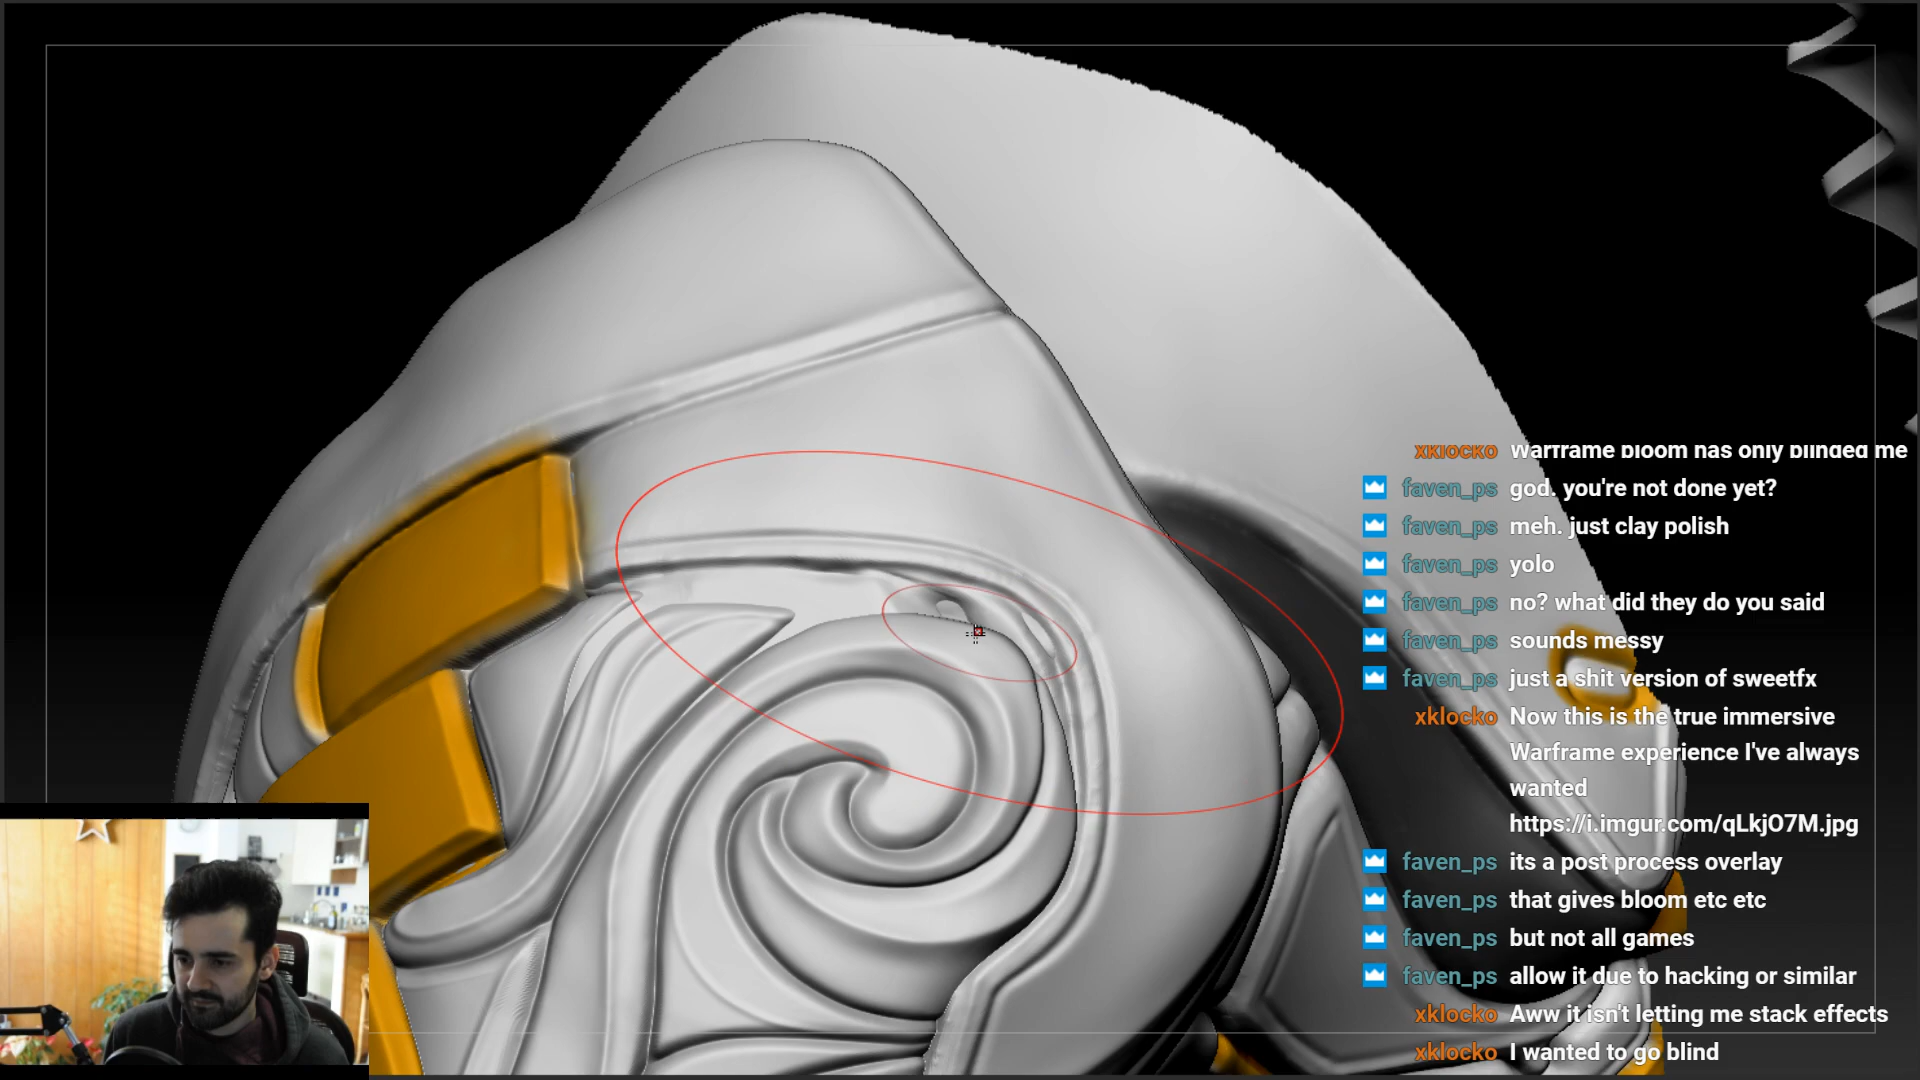 xklocko warframe bloom has only blinded me
faven_ps god. you're not done yet?
faven_ps meh. just clay polish
faven_ps yolo
faven_ps no? what did they do you said
faven_ps sounds messy
faven_ps just a shit version of sweetfx
xklocko Now this is the true immersive
Warframe experience I've always
wanted
https://i.imgur.com/qLkjO7M.jpg
faven_ps its a post process overlay
faven_ps that gives bloom etc etc
faven_ps but not all games
faven_ps allow it due to hacking or similar
xklocko Aww it isn't letting me stack effects
xklocko I wanted to go blind